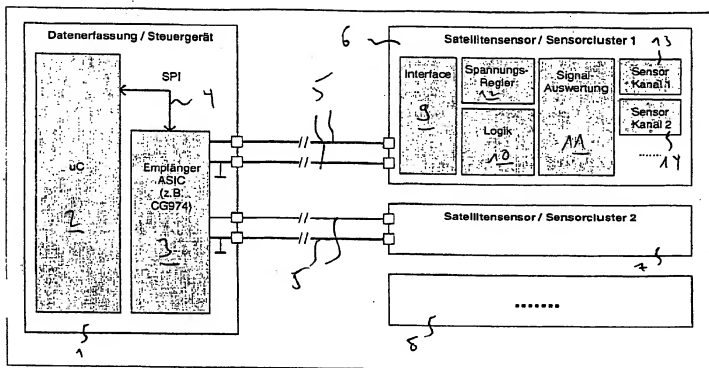 Datenerfassung / Steuergerät
uC
2
SPI
4
Empfänger
ASIC
(z.B.
CG974)
3
1
5
5
6
Satellitensensor / Sensorcluster 1
13
Interface
9
Spannungs-
Regler
12
Logik
10
Signal-
Auswertung
11
Sensor
Kanal 1
Sensor
Kanal 2
........
14
Satellitensensor / Sensorcluster 2
7
.......
8